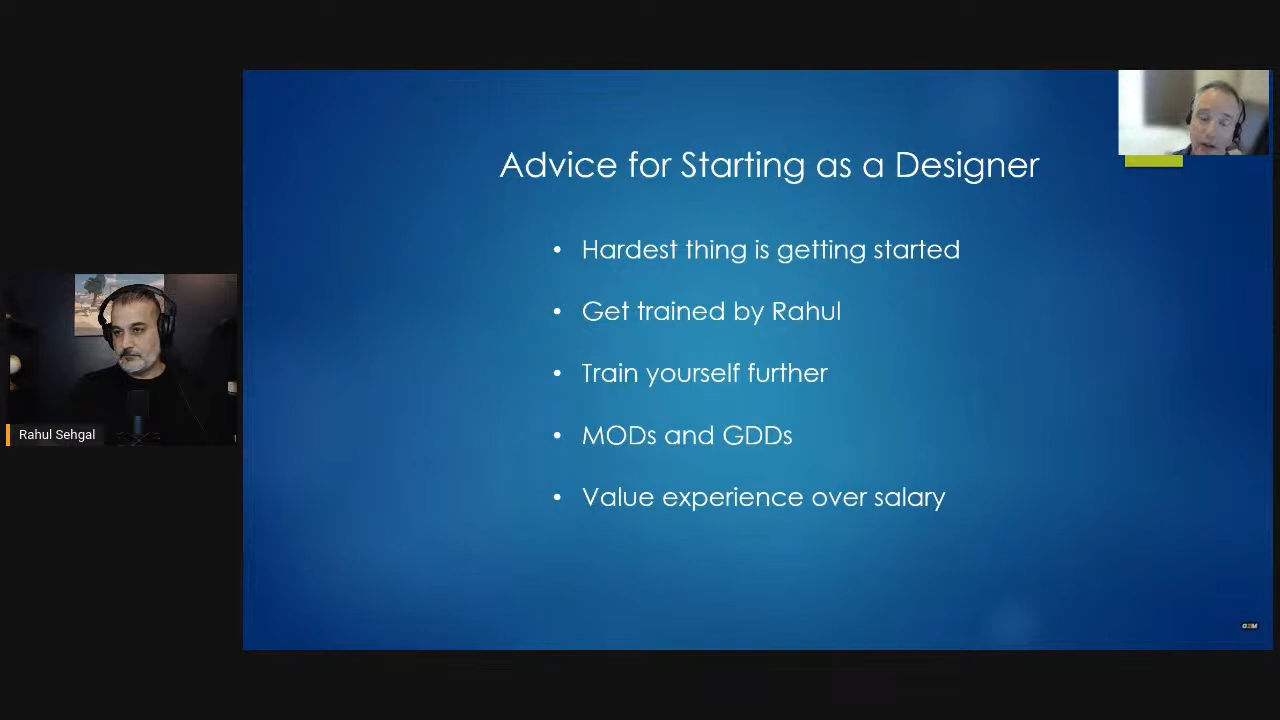 Advice for Starting as a Designer
• Hardest thing is getting started
• Get trained by Rahul
• Train yourself further
• MODs and GDDs
• Value experience over salary
Rahul Sehgal